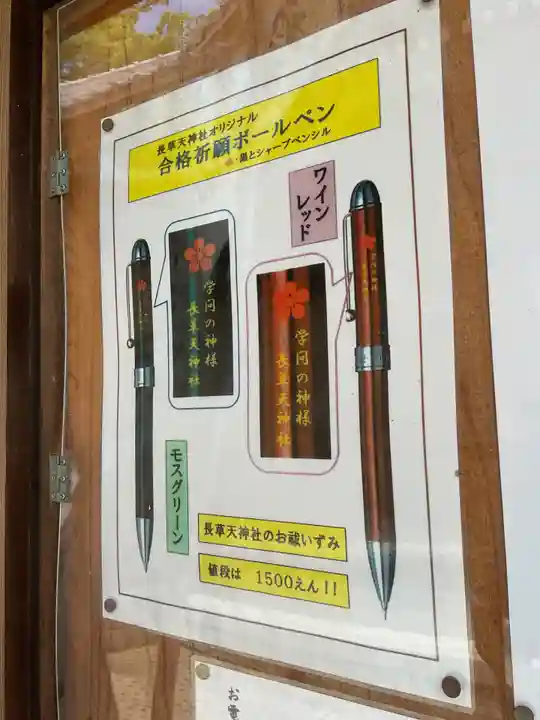 長草天神社オリジナル
合格祈願ボールペン
・黒とシャープペンシル
ワイン
レッド
学問の神様
長草天神社
学問の神様
長草天神社
モスグリーン
長草天神社のお祓いずみ
値段は 1500えん!!
お